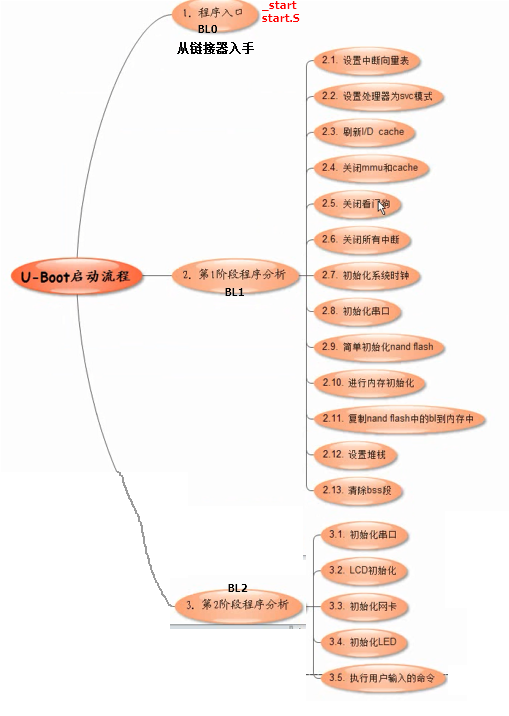 1. 程序入口
_start
start.S
BL0
从链接器入手
2.1. 设置中断向量表
2.2. 设置处理器为svc模式
2.3. 刷新I/D cache
2.4. 关闭mmu和cache
2.5. 关闭看门狗
2.6. 关闭所有中断
U-Boot启动流程
2. 第1阶段程序分析
BL1
2.7. 初始化系统时钟
2.8. 初始化串口
2.9. 简单初始化nand flash
2.10. 进行内存初始化
2.11. 复制nand flash中的bl到内存中
2.12. 设置堆栈
2.13. 清除bss段
BL2
3. 第2阶段程序分析
3.1. 初始化串口
3.2. LCD初始化
3.3. 初始化网卡
3.4. 初始化LED
3.5. 执行用户输入的命令